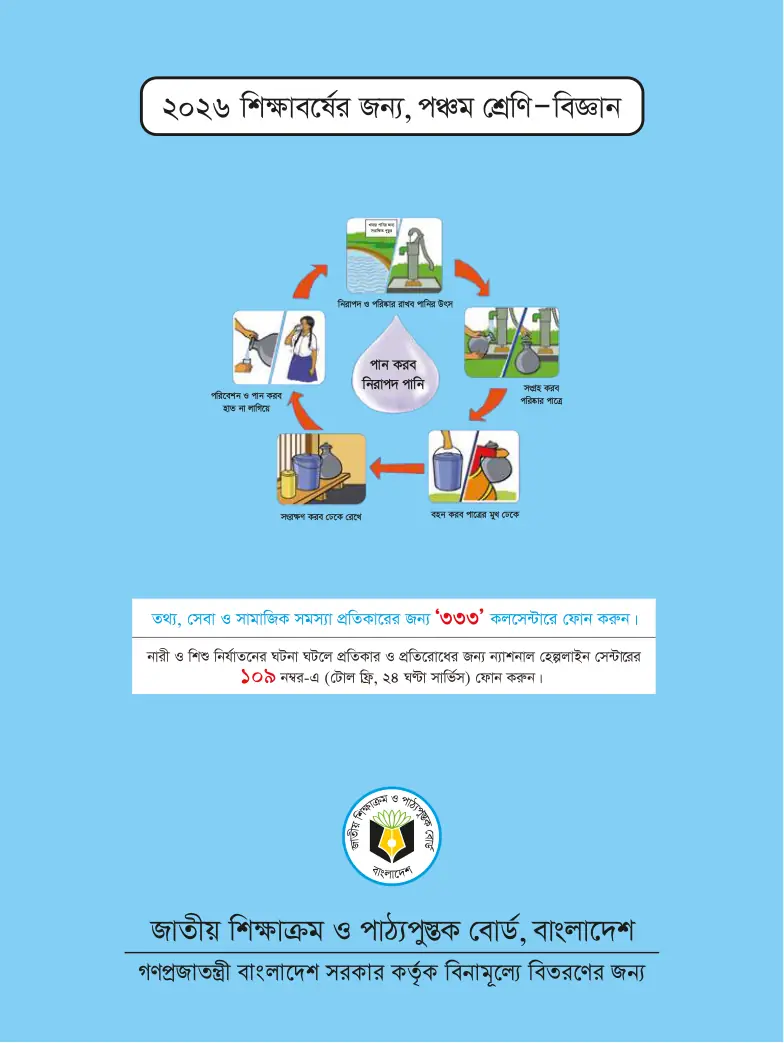 ২০২৬ শিক্ষাবর্ষের জন্য, পঞ্চম শ্রেণি-বিজ্ঞান
খাবার পানির জন্য
সংরক্ষিত পুকুর
নিরাপদ ও পরিষ্কার রাখব পানির উৎস
সংগ্রহ করব
পরিষ্কার পাত্রে
বহন করব পাত্রের মুখ ঢেকে
সংরক্ষণ করব ঢেকে রেখে
পরিবেশন ও পান করব
হাত না লাগিয়ে
পান করব
নিরাপদ পানি
তথ্য, সেবা ও সামাজিক সমস্যা প্রতিকারের জন্য ‘৩৩৩’ কলসেন্টারে ফোন করুন।
নারী ও শিশু নির্যাতনের ঘটনা ঘটলে প্রতিকার ও প্রতিরোধের জন্য ন্যাশনাল হেল্পলাইন সেন্টারের
১০৯ নম্বর-এ (টোল ফ্রি, ২৪ ঘণ্টা সার্ভিস) ফোন করুন।
জাতীয় শিক্ষাক্রম ও পাঠ্যপুস্তক বোর্ড
বাংলাদেশ
জাতীয় শিক্ষাক্রম ও পাঠ্যপুস্তক বোর্ড, বাংলাদেশ
গণপ্রজাতন্ত্রী বাংলাদেশ সরকার কর্তৃক বিনামূল্যে বিতরণের জন্য